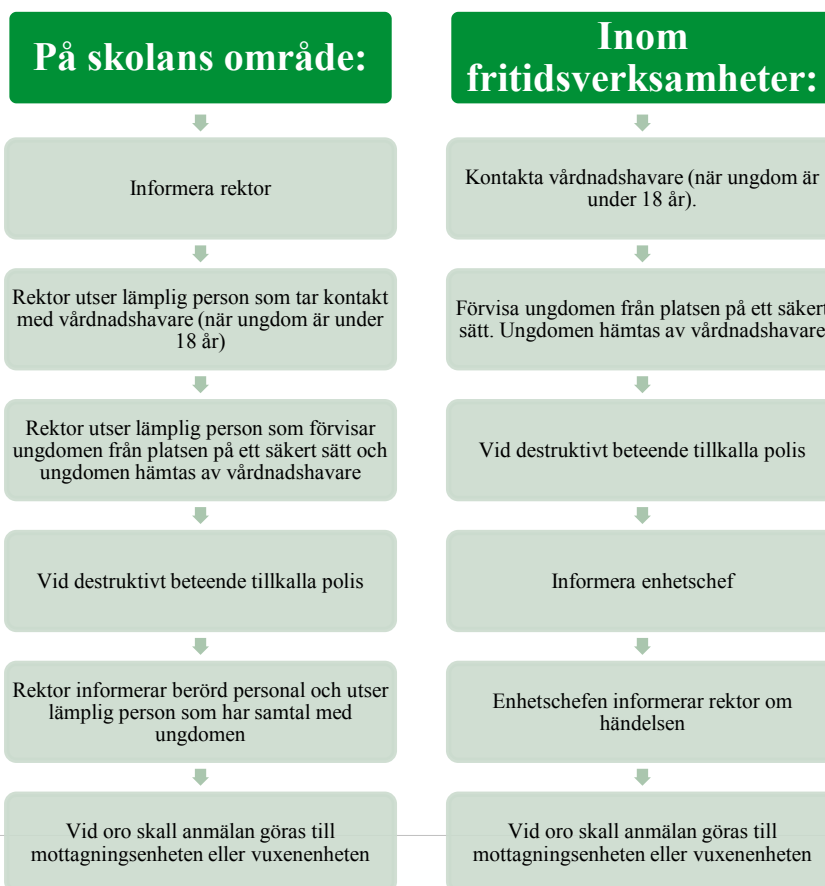 På skolans område:
Informera rektor
Rektor utser lämplig person som tar kontakt
med vårdnadshavare (när ungdom är under
18 år)
Rektor utser lämplig person som förvisar
ungdomen från platsen på ett säkert sätt och
ungdomen hämtas av vårdnadshavare
Vid destruktivt beteende tillkalla polis
Rektor informerar berörd personal och utser
lämplig person som har samtal med
ungdomen
Vid oro skall anmälan göras till
mottagningsenheten eller vuxenenheten
Inom
fritidsverksamheter:
Kontakta vårdnadshavare (när ungdom är
under 18 år).
Förvisa ungdomen från platsen på ett säkert
sätt. Ungdomen hämtas av vårdnadshavare
Vid destruktivt beteende tillkalla polis
Informera enhetschef
Enhetschefen informerar rektor om
händelsen
Vid oro skall anmälan göras till
mottagningsenheten eller vuxenenheten